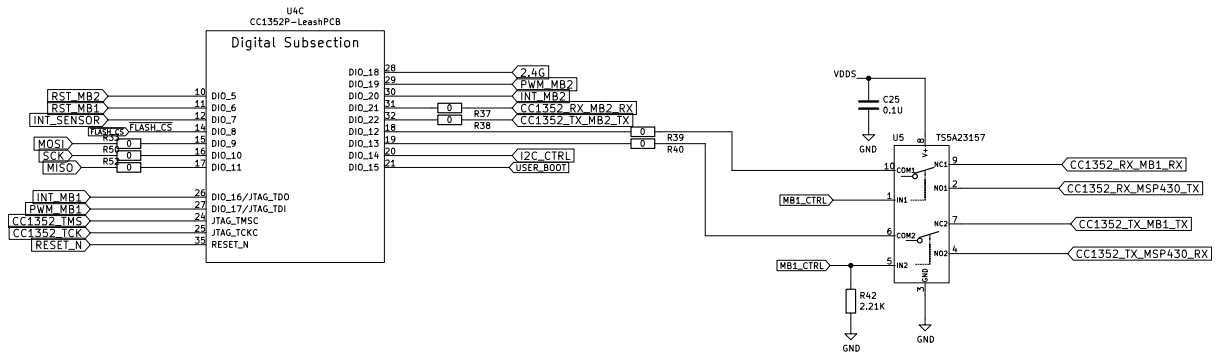 U4C
CC1352P-LeashPCB
Digital Subsection
RST_MB2 10 DIO_5
RST_MB1 11 DIO_6
INT_SENSOR 12 DIO_7
FLASH_CS FLASH_CS 14 DIO_8
R53
MOSI 0 15 DIO_9
R50
SCK 0 16 DIO_10
R52
MISO 0 17 DIO_11
INT_MB1 26 DIO_16/JTAG_TDO
PWM_MB1 27 DIO_17/JTAG_TDI
CC1352_TMS 24 JTAG_TMSC
CC1352_TCK 25 JTAG_TCKC
RESET_N 35 RESET_N
DIO_18 28 2.4G
DIO_19 29 PWM_MB2
DIO_20 30 INT_MB2
DIO_21 31 0 R37 CC1352_RX_MB2_RX
DIO_22 32 0 R38 CC1352_TX_MB2_TX
DIO_12 18 0 R39
DIO_13 19 0 R40
DIO_14 20 I2C_CTRL
DIO_15 21 USER_BOOT
VDDS
C25
0.1U
GND
U5 TS5A23157
8 V+
10 COM1
NC1 9 CC1352_RX_MB1_RX
NO1 2 CC1352_RX_MSP430_TX
MB1_CTRL 1 IN1
NC2 7 CC1352_TX_MB1_TX
6 COM2
NO2 4 CC1352_TX_MSP430_RX
MB1_CTRL 5 IN2
GND 3
R42
2.21K
GND
GND